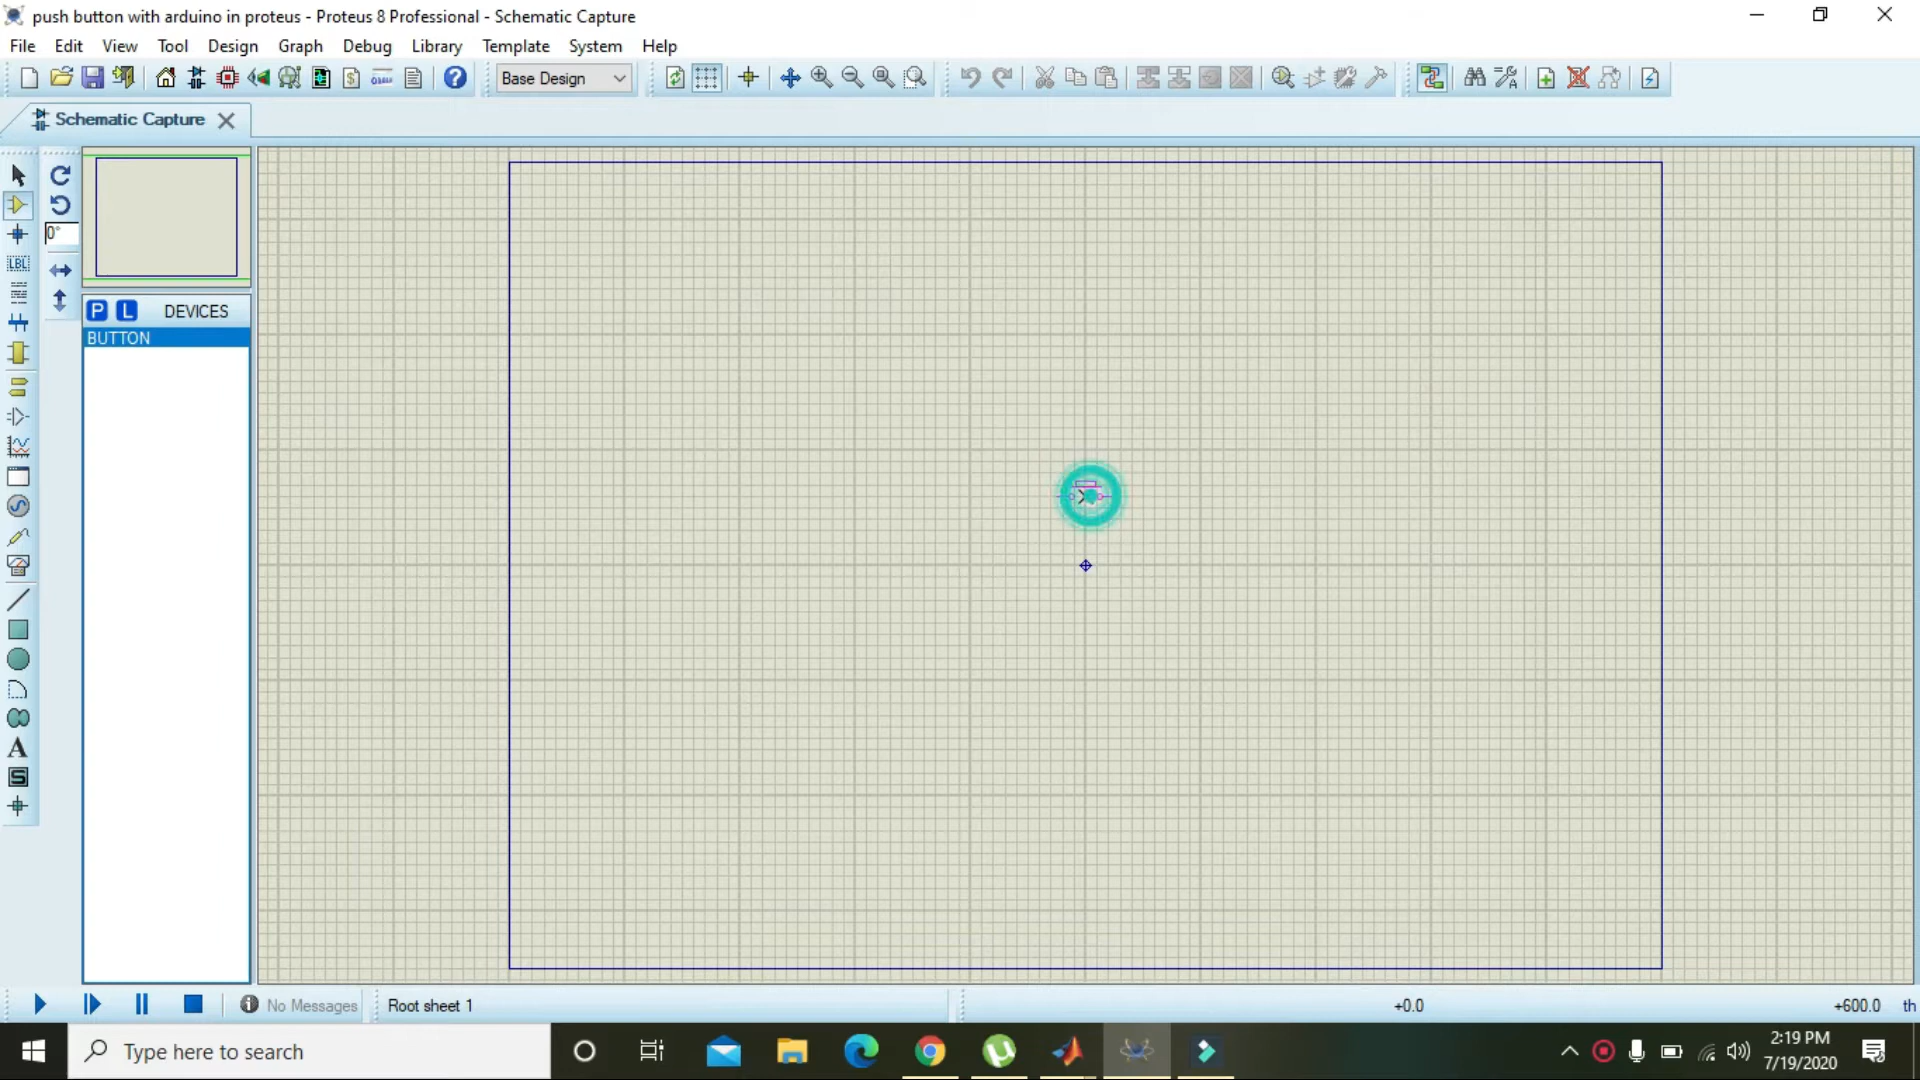 push button with arduino in proteus - Proteus 8 Professional - Schematic Capture
File Edit View Tool Design Graph Debug Library Template System Help
Base Design
Schematic Capture
LBL
0°
P L DEVICES
BUTTON
A
S
No Messages Root sheet 1 +0.0 +600.0 th
Type here to search
2:19 PM
7/19/2020